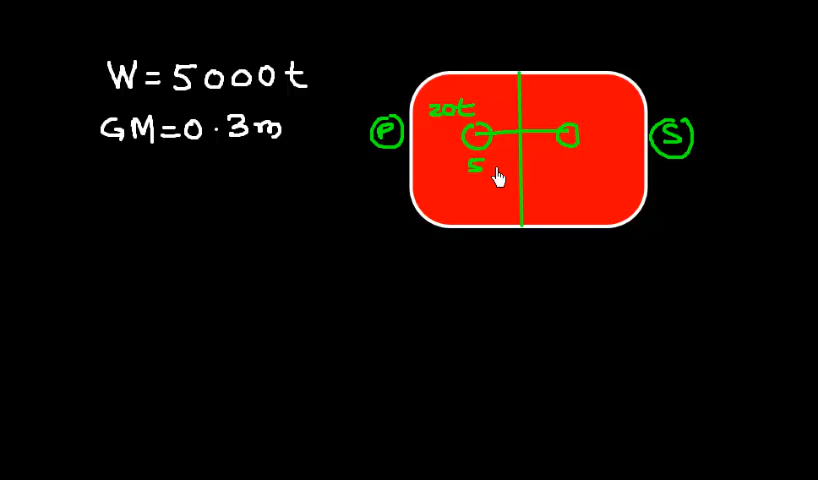 W = 5000t
GM = 0.3m
20t
P
S
5